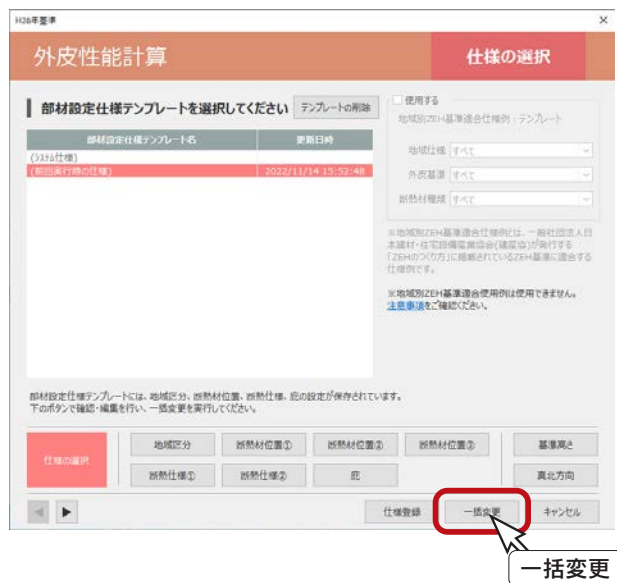 H28年基準
外皮性能計算
仕様の選択
部材設定仕様テンプレートを選択してください
テンプレートの削除
部材設定仕様テンプレート名
更新日時
(システム仕様)
(前回実行時の仕様)
2022/11/14 15:52:48
使用する
地域別ZEH基準適合仕様例：テンプレート
地域仕様
すべて
外皮基準
すべて
断熱材種類
すべて
※地域別ZEH基準適合仕様例とは、一般社団法人日
本建材・住宅設備産業協会(建産協)が発行する
「ZEHのつくり方」に掲載されているZEH基準に適合する
仕様例です。
※地域別ZEH基準適合使用例は使用できません。
注意事項をご確認ください。
部材設定仕様テンプレートには、地域区分、断熱材位置、断熱仕様、庇の設定が保存されています。
下のボタンで確認・編集を行い、一括変更を実行してください。
仕様の選択
地域区分
断熱材位置①
断熱材位置②
断熱材位置③
基準高さ
断熱仕様①
断熱仕様②
庇
真北方向
仕様登録
一括変更
キャンセル
一括変更